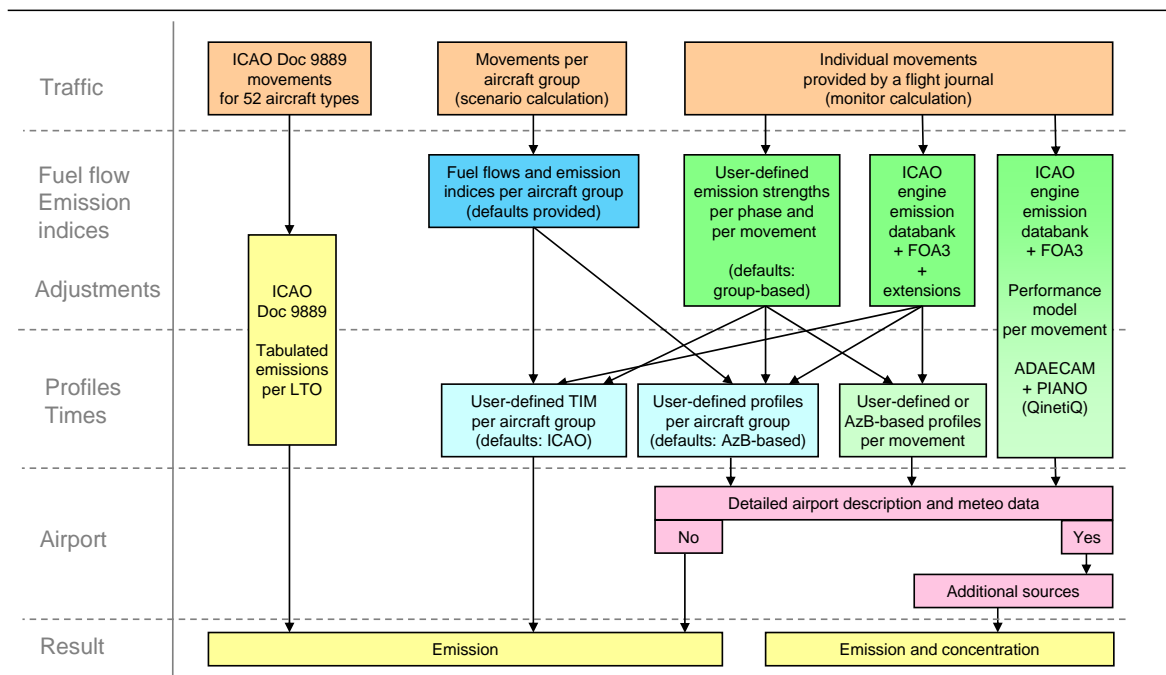 Traffic
ICAO Doc 9889
movements
for 52 aircraft types
Movements per
aircraft group
(scenario calculation)
Individual movements
provided by a flight journal
(monitor calculation)
Fuel flow
Emission
indices
Adjustments
Fuel flows and emission
indices per aircraft group
(defaults provided)
User-defined
emission strengths
per phase and
per movement
(defaults:
group-based)
ICAO
engine
emission
databank
+ FOA3
+
extensions
ICAO
engine
emission
databank
+ FOA3
Performance
model
per movement
ADAECAM
+ PIANO
(QinetiQ)
ICAO
Doc 9889
Tabulated
emissions
per LTO
Profiles
Times
User-defined TIM
per aircraft group
(defaults: ICAO)
User-defined profiles
per aircraft group
(defaults: AzB-based)
User-defined or
AzB-based profiles
per movement
Airport
Detailed airport description and meteo data
No
Yes
Additional sources
Result
Emission
Emission and concentration